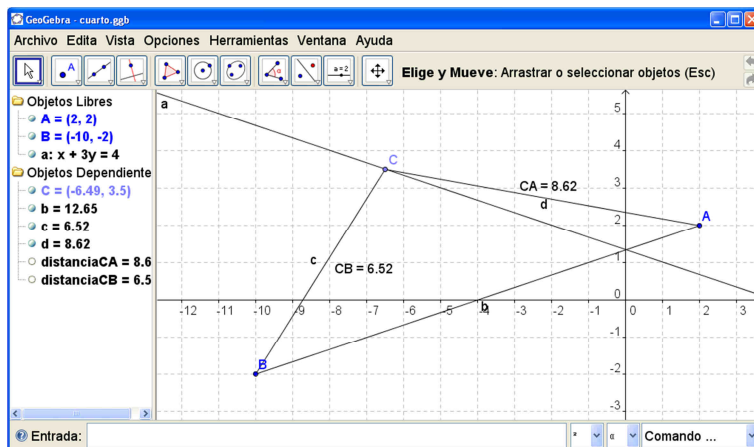 GeoGebra - cuarto.ggb
Archivo Edita Vista Opciones Herramientas Ventana Ayuda
A
a=2
Elige y Mueve: Arrastrar o seleccionar objetos (Esc)
Objetos Libres
A = (2, 2)
B = (-10, -2)
a: x + 3y = 4
Objetos Dependiente
C = (-6.49, 3.5)
b = 12.65
c = 6.52
d = 8.62
distanciaCA = 8.6
distanciaCB = 6.5
a
C
CA = 8.62
d
A
c
CB = 6.52
b
B
5
4
3
2
1
0
-1
-2
-3
-12 -11 -10 -9 -8 -7 -6 -5 -4 -3 -2 -1 0 1 2 3
Entrada:
α
Comando ...